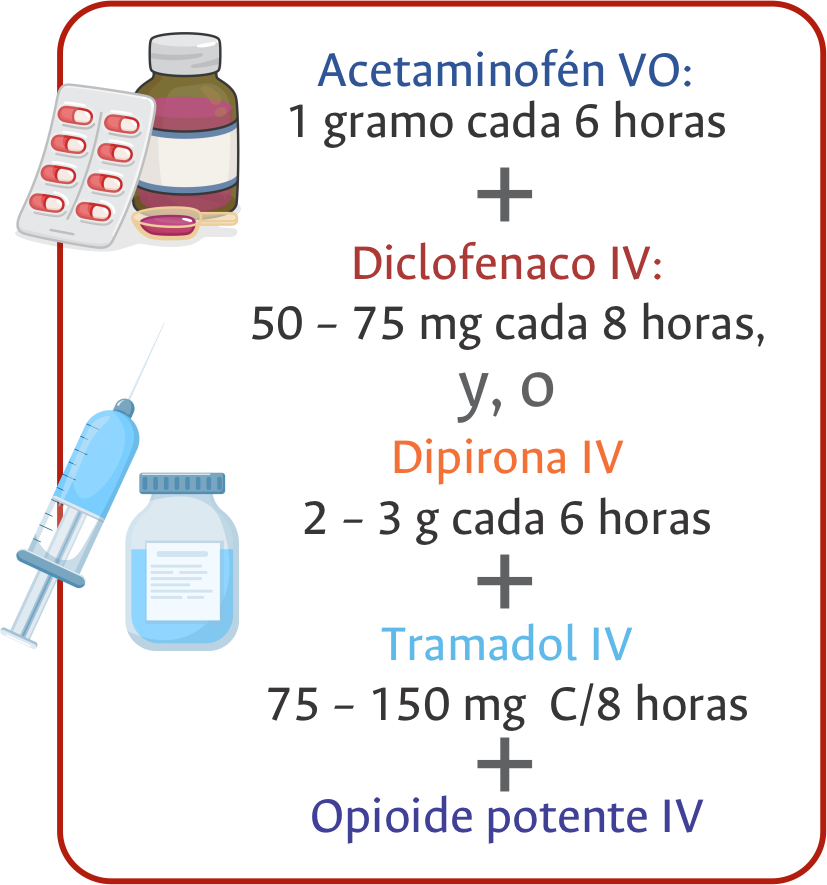 Acetaminofén VO:
1 gramo cada 6 horas
+
Diclofenaco IV:
50 – 75 mg cada 8 horas,
y, o
Dipirona IV
2 – 3 g cada 6 horas
+
Tramadol IV
75 – 150 mg  C/8 horas
+
Opioide potente IV